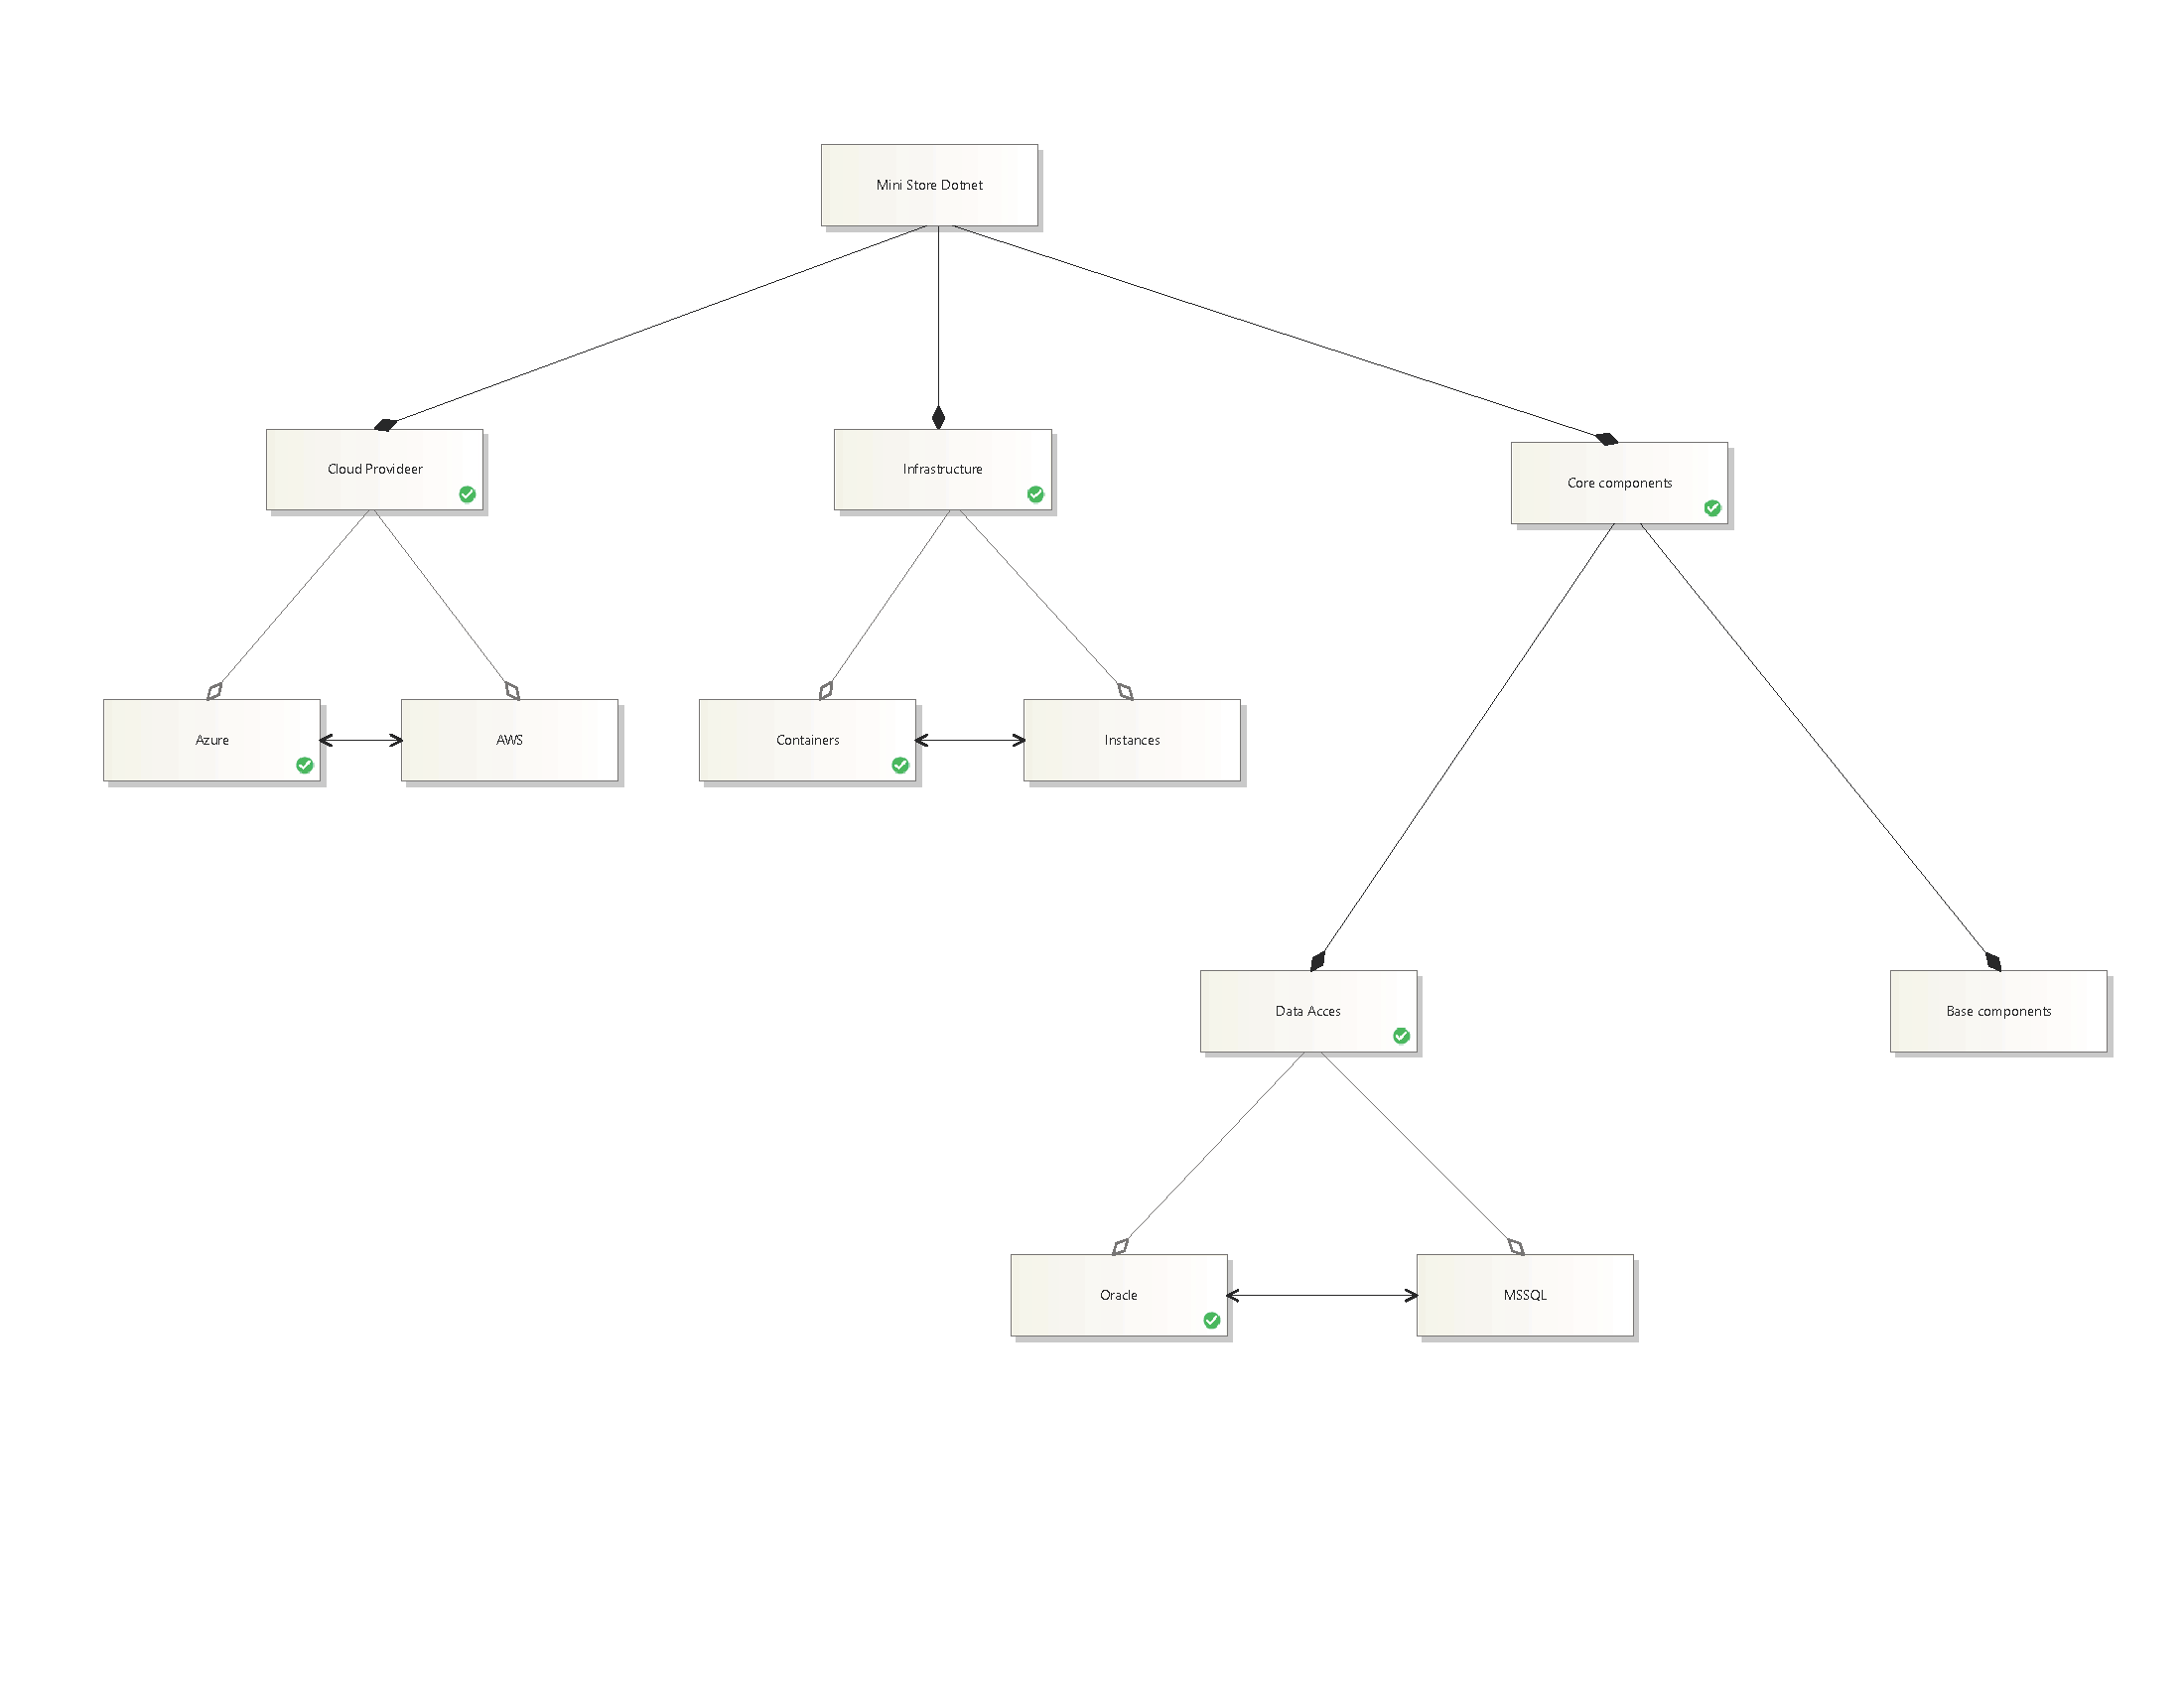 Mini Store Dotnet
Cloud Provideer
Infrastructure
Core components
Azure
AWS
Containers
Instances
Data Acces
Base components
Oracle
MSSQL